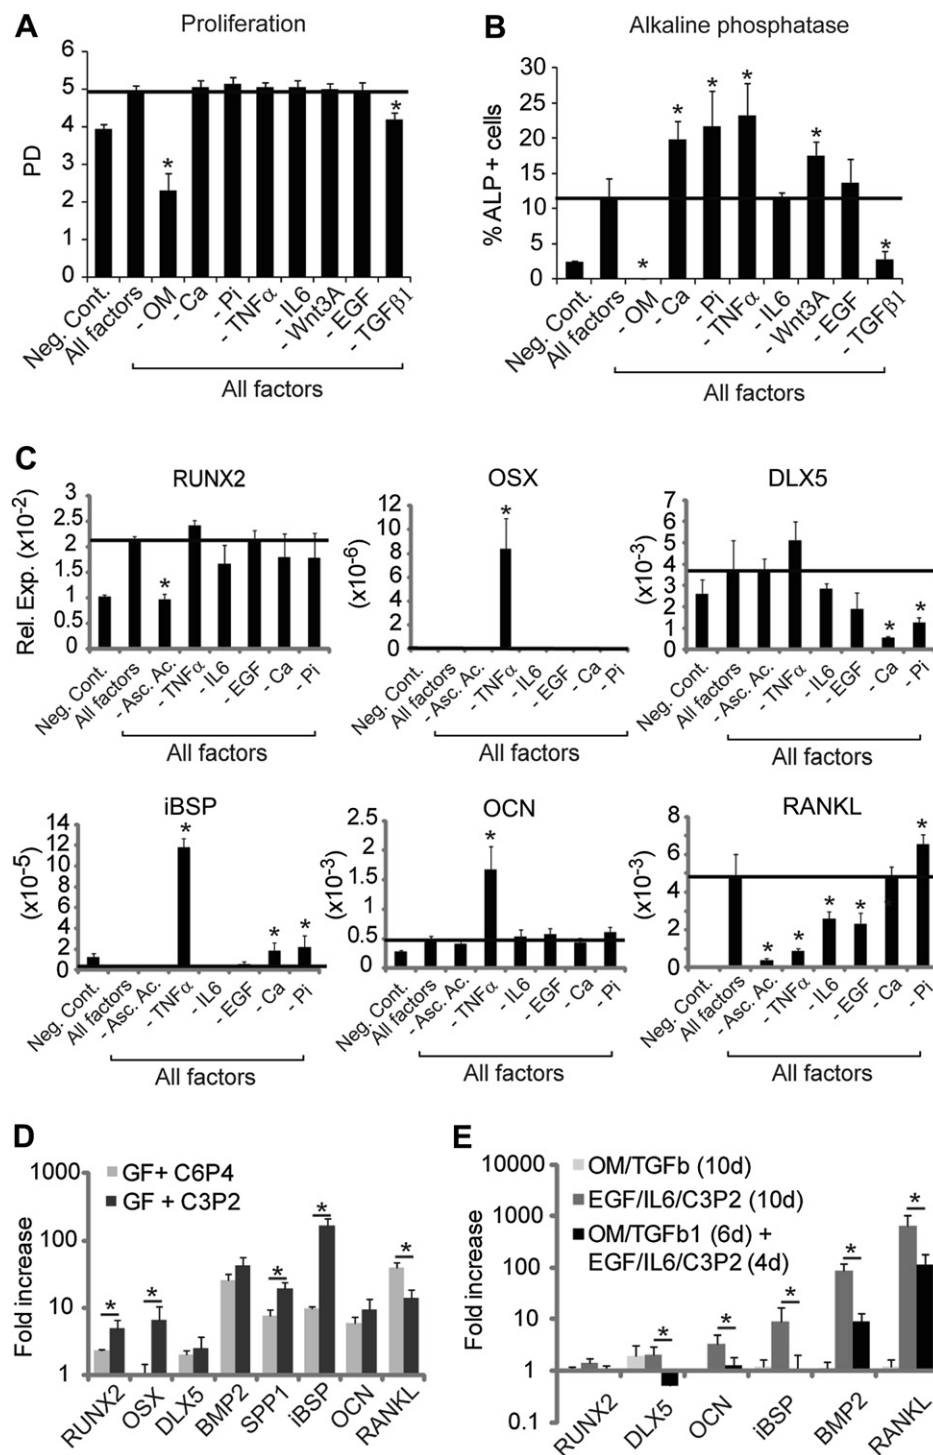 A
Proliferation
PD
6
5
4
3
2
1
0
*
*
Neg. Cont.
All factors
- OM
- Ca
- Pi
- TNFα
- IL6
-Wnt3A
-EGF
- TGFβ1
All factors
B
Alkaline phosphatase
% ALP + cells
30
25
20
15
10
5
0
*
*
*
*
*
*
Neg. Cont.
All factors
- OM
- Ca
- Pi
- TNFα
- IL6
- Wnt3A
- EGF
- TGFβ1
All factors
C
RUNX2
Rel. Exp. (x10-2)
3
2.5
2
1.5
1
0.5
0
*
Neg. Cont.
All factors
- Asc. Ac.
- TNFα
- IL6
- EGF
- Ca
- Pi
All factors
OSX
(x10-6)
12
10
8
6
4
2
0
*
Neg. Cont.
All factors
- Asc. Ac.
- TNFα
- IL6
- EGF
- Ca
- Pi
All factors
DLX5
(x10-3)
7
6
5
4
3
2
1
0
*
*
Neg. Cont.
All factors
- Asc. Ac.
- TNFα
- IL6
- EGF
- Ca
- Pi
All factors
iBSP
(x10-5)
14
12
10
8
6
4
2
0
*
*
*
Neg. Cont.
All factors
- Asc. Ac.
- TNFα
- IL6
- EGF
- Ca
- Pi
All factors
OCN
(x10-3)
2.5
2
1.5
1
0.5
0
*
Neg. Cont.
All factors
- Asc. Ac.
- TNFα
- IL6
- EGF
- Ca
- Pi
All factors
RANKL
(x10-3)
8
6
4
2
0
*
*
*
*
*
Neg. Cont.
All factors
- Asc. Ac.
- TNFα
- IL6
- EGF
- Ca
- Pi
All factors
D
Fold increase
1000
100
10
1
GF+ C6P4
GF + C3P2
*
*
*
*
*
RUNX2
OSX
DLX5
BMP2
SPP1
iBSP
OCN
RANKL
E
Fold increase
10000
1000
100
10
1
0.1
OM/TGFb (10d)
EGF/IL6/C3P2 (10d)
OM/TGFb1 (6d) +
EGF/IL6/C3P2 (4d)
*
*
*
*
*
RUNX2
DLX5
OCN
iBSP
BMP2
RANKL